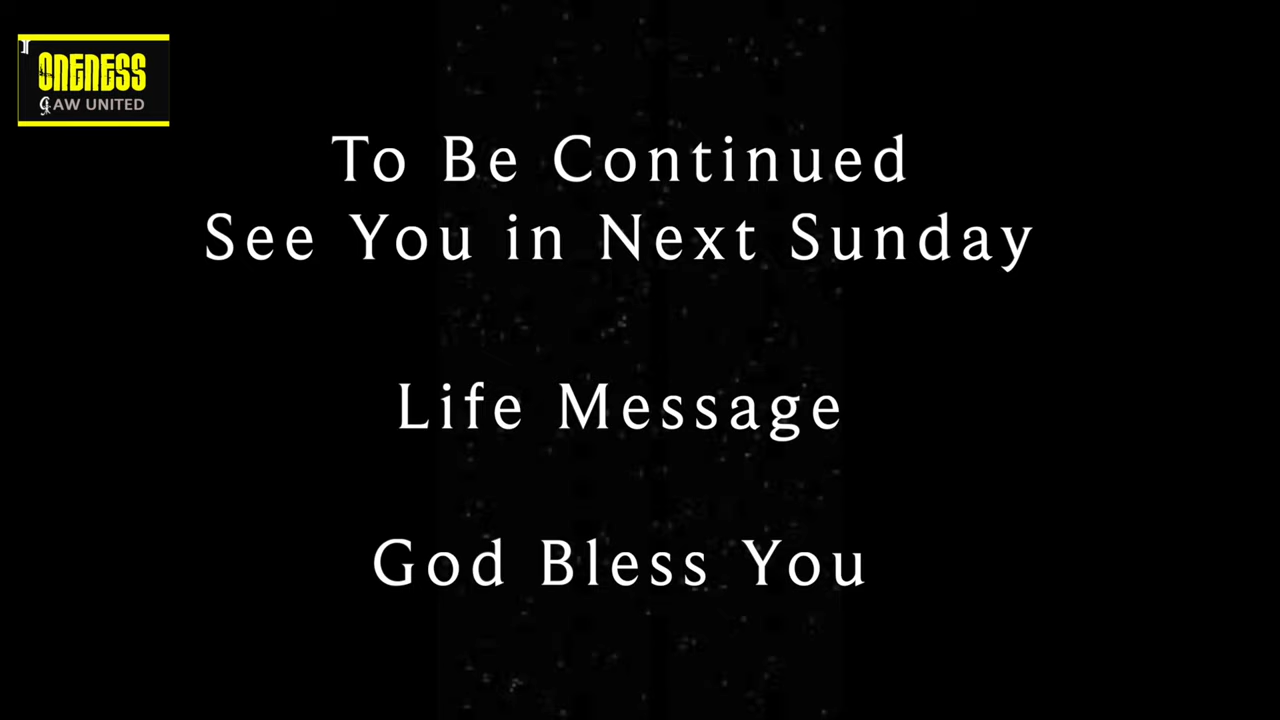 ONENESS
GAW UNITED
To Be Continued
See You in Next Sunday
Life Message
God Bless You